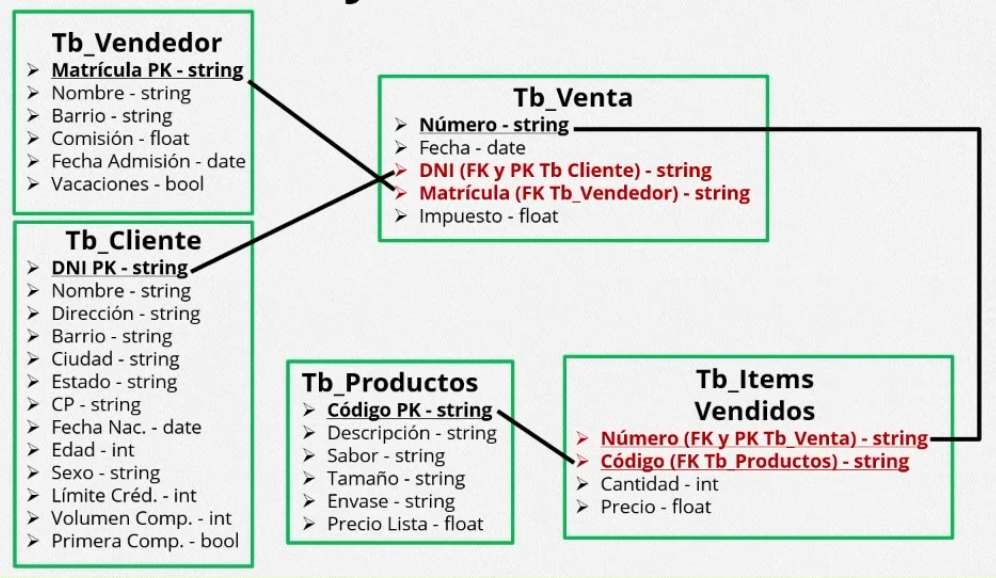 Tb_Vendedor
Matrícula PK - string
Nombre - string
Barrio - string
Comisión - float
Fecha Admisión - date
Vacaciones - bool
Tb_Cliente
DNI PK - string
Nombre - string
Dirección - string
Barrio - string
Ciudad - string
Estado - string
CP - string
Fecha Nac. - date
Edad - int
Sexo - string
Límite Créd. - int
Volumen Comp. - int
Primera Comp. - bool
Tb_Venta
Número - string
Fecha - date
DNI (FK y PK Tb Cliente) - string
Matrícula (FK Tb_Vendedor) - string
Impuesto - float
Tb_Productos
Código PK - string
Descripción - string
Sabor - string
Tamaño - string
Envase - string
Precio Lista - float
Tb_Items
Vendidos
Número (FK y PK Tb_Venta) - string
Código (FK Tb_Productos) - string
Cantidad - int
Precio - float